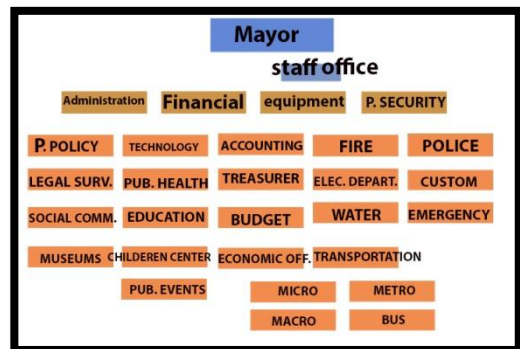 Mayor
staff office
Administration Financial equipment P. SECURITY
P. POLICY TECHNOLOGY ACCOUNTING FIRE POLICE
LEGAL SURV. PUB. HEALTH TREASURER ELEC. DEPART. CUSTOM
SOCIAL COMM. EDUCATION BUDGET WATER EMERGENCY
MUSEUMS CHILDEREN CENTER ECONOMIC OFF. TRANSPORTATION
PUB. EVENTS MICRO METRO
MACRO BUS